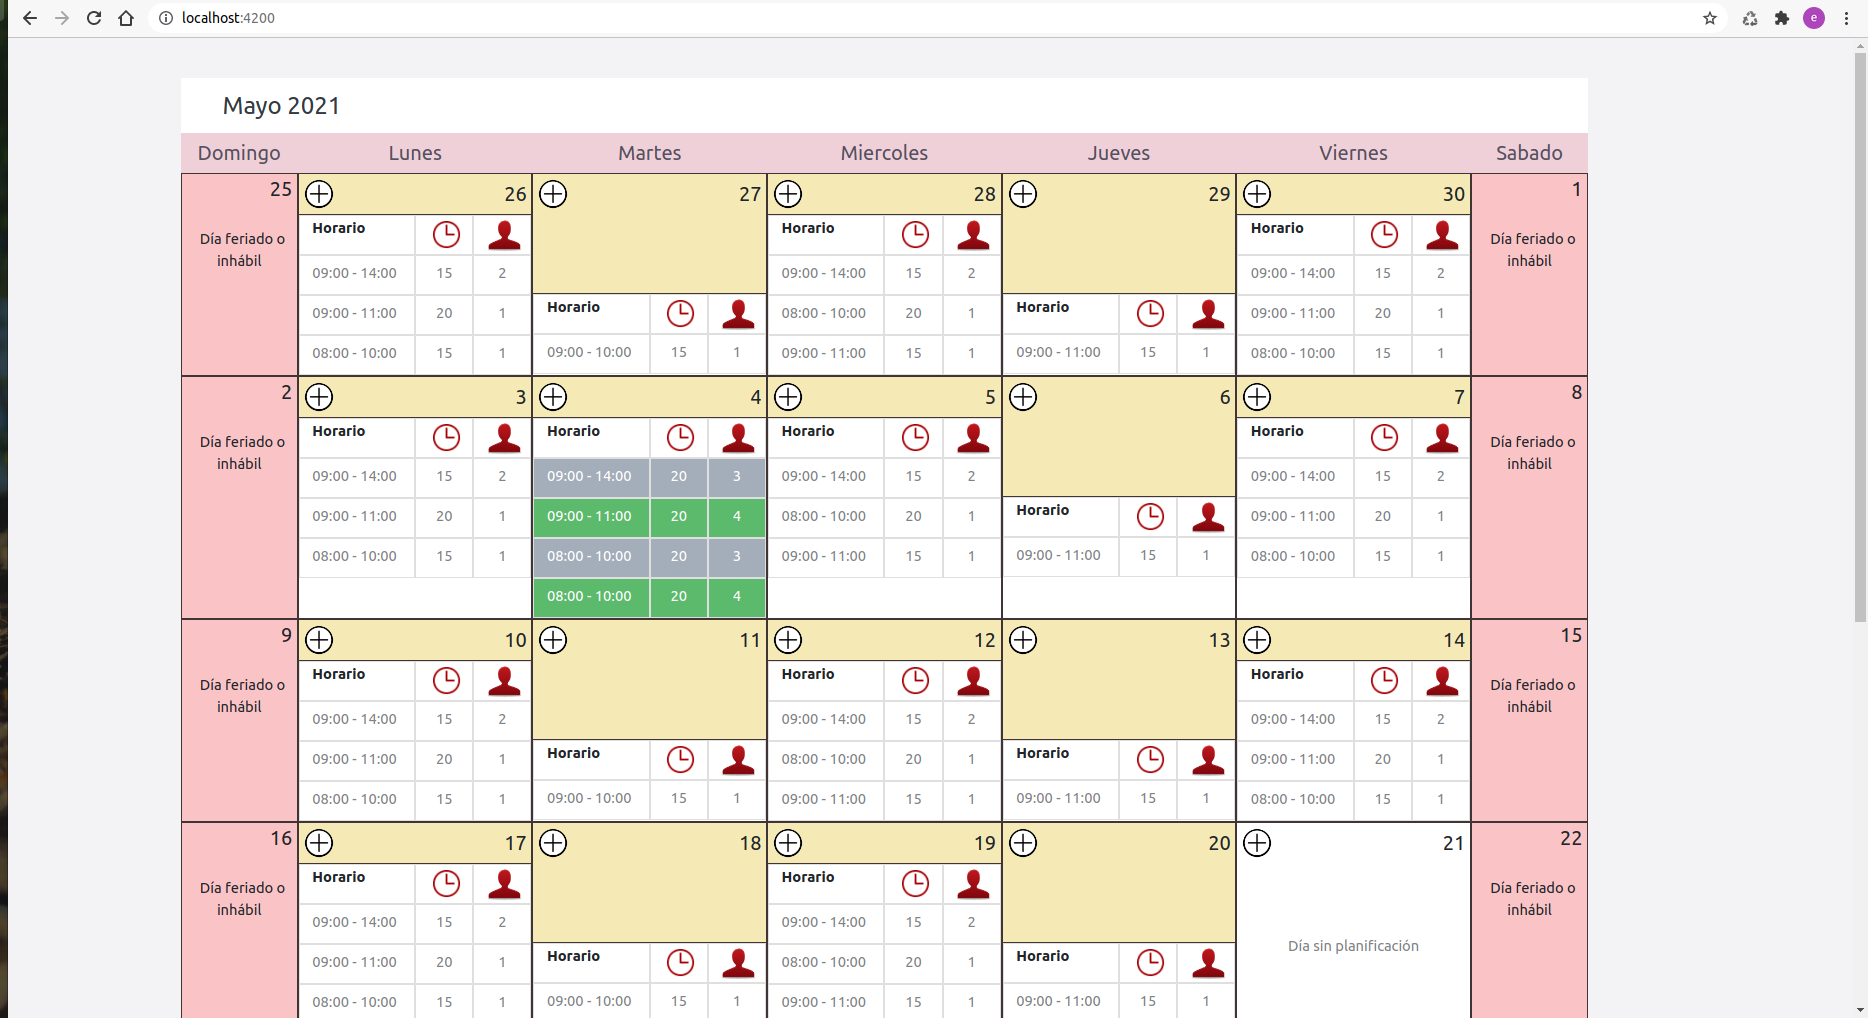 localhost:4200
e
Mayo 2021
Domingo Lunes Martes Miercoles Jueves Viernes Sabado
25 26 27 28 29 30 1
Día feriado o
inhábil
Horario
09:00 - 14:00 15 2
09:00 - 11:00 20 1
08:00 - 10:00 15 1
Horario
09:00 - 10:00 15 1
Horario
09:00 - 14:00 15 2
08:00 - 10:00 20 1
09:00 - 11:00 15 1
Horario
09:00 - 11:00 15 1
Horario
09:00 - 14:00 15 2
09:00 - 11:00 20 1
08:00 - 10:00 15 1
Día feriado o
inhábil
2 3 4 5 6 7 8
Día feriado o
inhábil
Horario
09:00 - 14:00 15 2
09:00 - 11:00 20 1
08:00 - 10:00 15 1
Horario
09:00 - 14:00 20 3
09:00 - 11:00 20 4
08:00 - 10:00 20 3
08:00 - 10:00 20 4
Horario
09:00 - 14:00 15 2
08:00 - 10:00 20 1
09:00 - 11:00 15 1
Horario
09:00 - 11:00 15 1
Horario
09:00 - 14:00 15 2
09:00 - 11:00 20 1
08:00 - 10:00 15 1
Día feriado o
inhábil
9 10 11 12 13 14 15
Día feriado o
inhábil
Horario
09:00 - 14:00 15 2
09:00 - 11:00 20 1
08:00 - 10:00 15 1
Horario
09:00 - 10:00 15 1
Horario
09:00 - 14:00 15 2
08:00 - 10:00 20 1
09:00 - 11:00 15 1
Horario
09:00 - 11:00 15 1
Horario
09:00 - 14:00 15 2
09:00 - 11:00 20 1
08:00 - 10:00 15 1
Día feriado o
inhábil
16 17 18 19 20 21 22
Día feriado o
inhábil
Horario
09:00 - 14:00 15 2
09:00 - 11:00 20 1
08:00 - 10:00 15 1
Horario
09:00 - 10:00 15 1
Horario
09:00 - 14:00 15 2
08:00 - 10:00 20 1
09:00 - 11:00 15 1
Horario
09:00 - 11:00 15 1
Día sin planificación
Día feriado o
inhábil